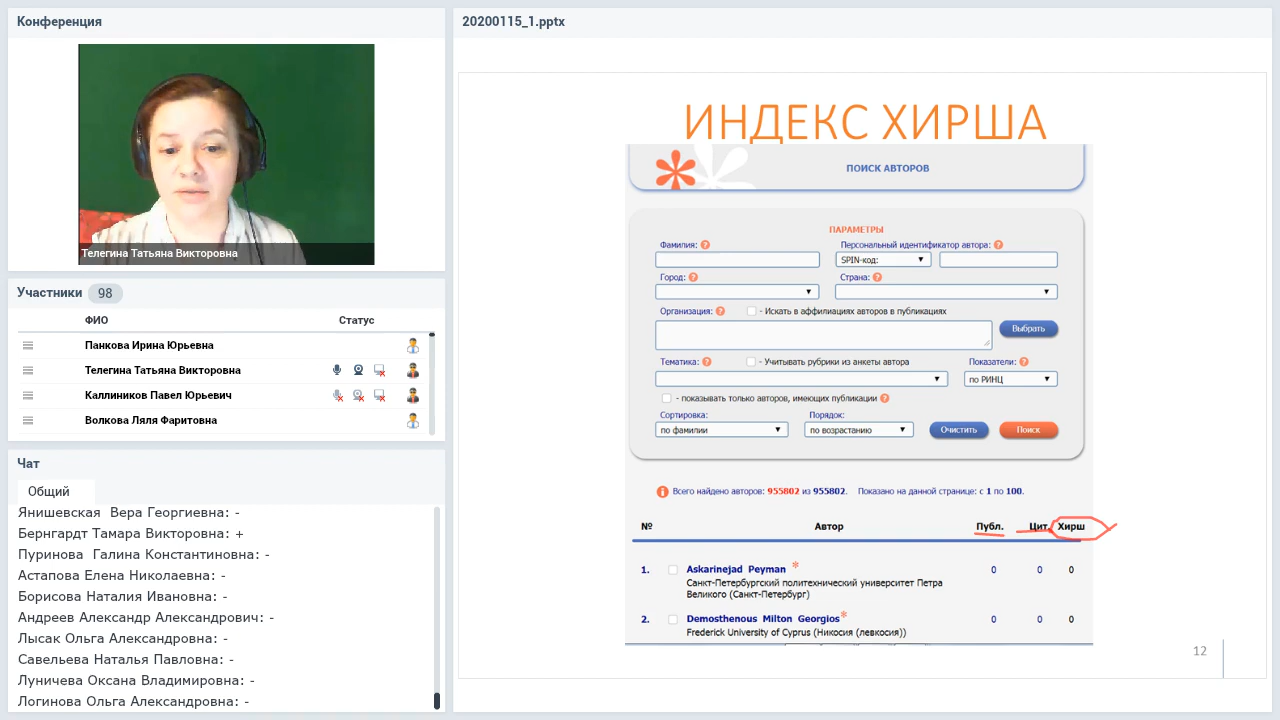 Конференция
Телегина Татьяна Викторовна
Участники 98
ФИО Статус
Панкова Ирина Юрьевна
Телегина Татьяна Викторовна
Каллиников Павел Юрьевич
Волкова Ляля Фаритовна
Чат
Общий
Янишевская Вера Георгиевна: -
Бернгардт Тамара Викторовна: +
Пуринова Галина Константиновна: -
Астапова Елена Николаевна: -
Борисова Наталия Ивановна: -
Андреев Александр Александрович: -
Лысак Ольга Александровна: -
Савельева Наталья Павловна: -
Луничева Оксана Владимировна: -
Логинова Ольга Александровна: -
20200115_1.pptx
ИНДЕКС ХИРША
ПОИСК АВТОРОВ
ПАРАМЕТРЫ
Фамилия: ? Персональный идентификатор автора: ?
SPIN-код:
Город: ? Страна: ?
Организация: ? - Искать в аффилиациях авторов в публикациях
Выбрать
Тематика: ? - Учитывать рубрики из анкеты автора Показатели: ?
по РИНЦ
- показывать только авторов, имеющих публикации ?
Сортировка: Порядок:
по фамилии по возрастанию Очистить Поиск
Всего найдено авторов: 955802 из 955802. Показано на данной странице: с 1 по 100.
№ Автор Публ. Цит. Хирш
1. Askarinejad Peyman * 0 0 0
Санкт-Петербургский политехнический университет Петра
Великого (Санкт-Петербург)
2. Demosthenous Milton Georgios * 0 0 0
Frederick University of Cyprus (Никосия (левкосия))
12